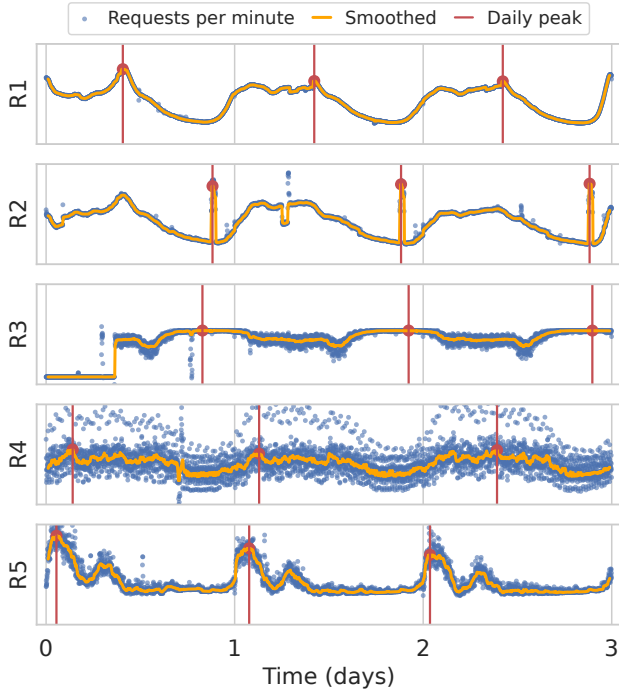 Requests per minute Smoothed Daily peak
R1
R2
R3
R4
R5
0 1 2 3
Time (days)